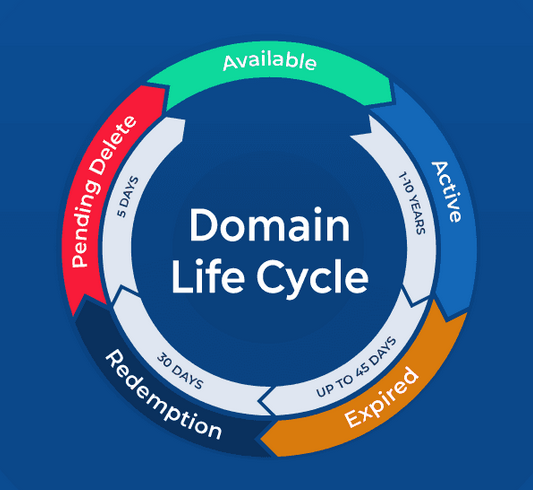 Domain
Life Cycle
Available
Active
1-10 YEARS
Expired
UP TO 45 DAYS
Redemption
30 DAYS
Pending Delete
5 DAYS